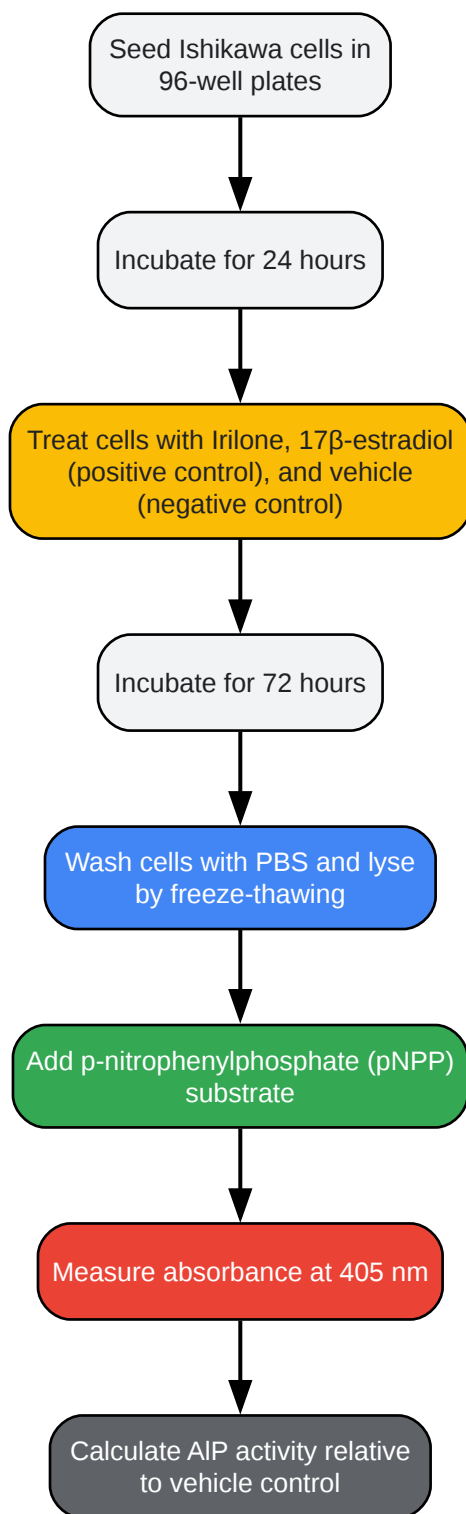 Seed Ishikawa cells in
96-well plates
Incubate for 24 hours
Treat cells with Irilone, 17β-estradiol
(positive control), and vehicle
(negative control)
Incubate for 72 hours
Wash cells with PBS and lyse
by freeze-thawing
Add p-nitrophenylphosphate (pNPP)
substrate
Measure absorbance at 405 nm
Calculate AlP activity relative
to vehicle control